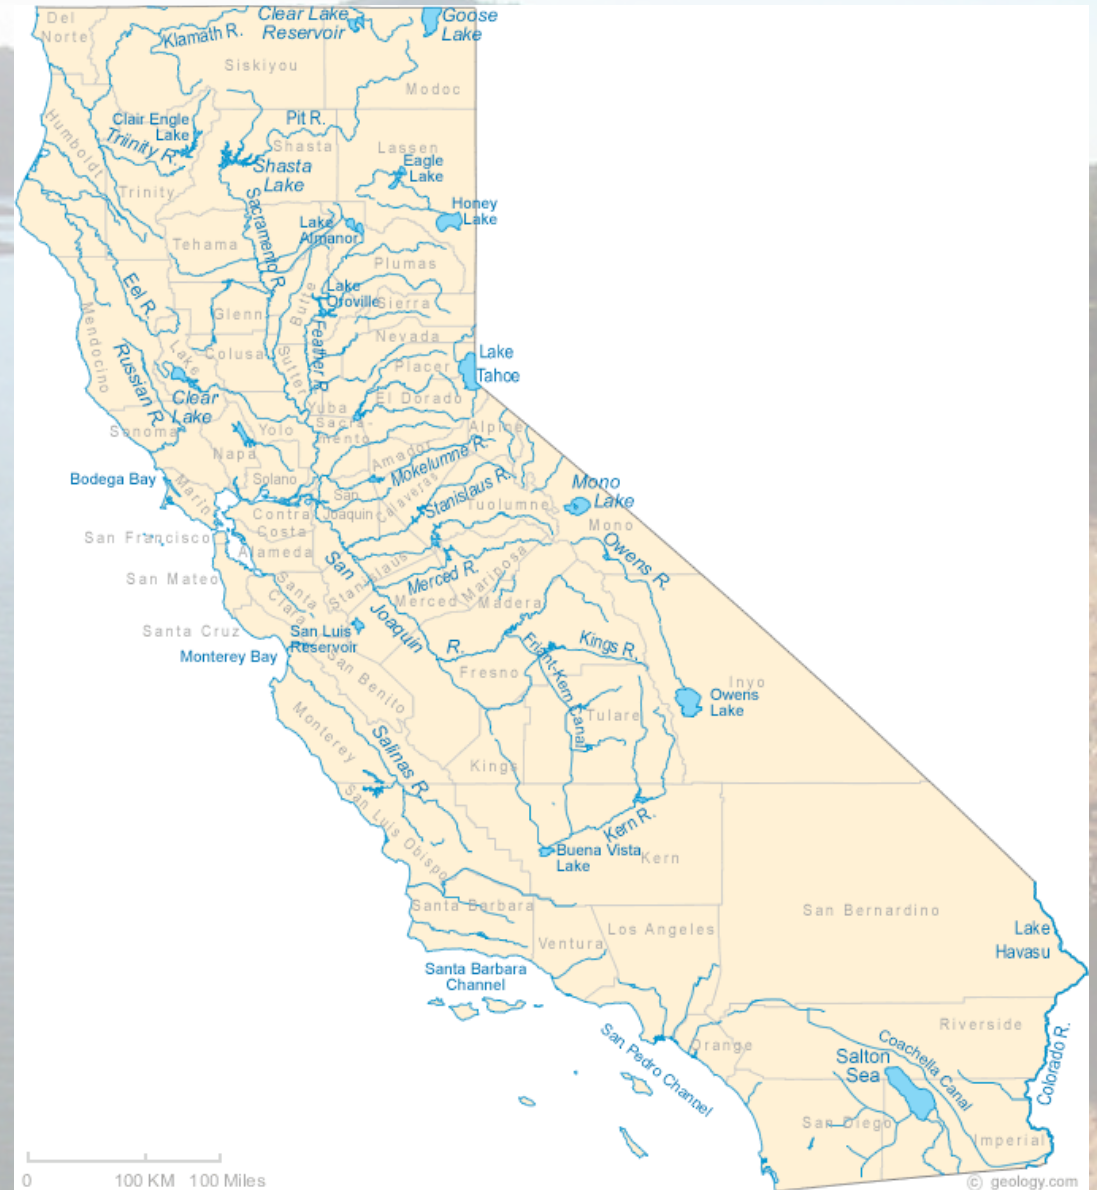 Del
Norte
Klamath R.
Clear Lake
Reservoir
Goose
Lake
Siskiyou
Modoc
Clair Engle
Lake
Triinity R.
Pit R.
Humboldt
Shasta
Lassen
Shasta
Lake
Eagle
Lake
Trinity
Honey
Lake
Sacramento R.
Lake
Almanor
Tehama
Plumas
Eel R.
Lake
Oroville
Butte
Sierra
Glenn
Mendocino
Feather R.
Nevada
Lake
Colusa
Sutter
Placer
Lake
Tahoe
Russian R.
Clear
Lake
El Dorado
Yuba
Sonoma
Yolo
Sacra-
mento
Alpine
Napa
Amador
Mokelumne R.
Bodega Bay
Marin
Solano
San
Joaquin
Calaveras
Stanislaus R.
Tuolumne
Mono
Lake
Mono
Contra
Costa
San Francisco
Alameda
San
Joaquin
R.
Stanislaus
Owens R.
San Mateo
Santa
Clara
Merced R.
Merced
Mariposa
Madera
Santa Cruz
San Luis
Reservoir
Monterey Bay
San Benito
Friant-Kern Canal
Kings R.
Fresno
Inyo
Owens
Lake
Monterey
Salinas R.
Tulare
Kings
San Luis Obispo
Kern R.
Buena Vista
Lake
Kern
Santa Barbara
San Bernardino
Ventura
Los Angeles
Lake
Havasu
Santa Barbara
Channel
San Pedro Channel
Orange
Riverside
Colorado R.
Salton
Sea
Coachella Canal
San Diego
Imperial
0
100 KM
100 Miles
© geology.com